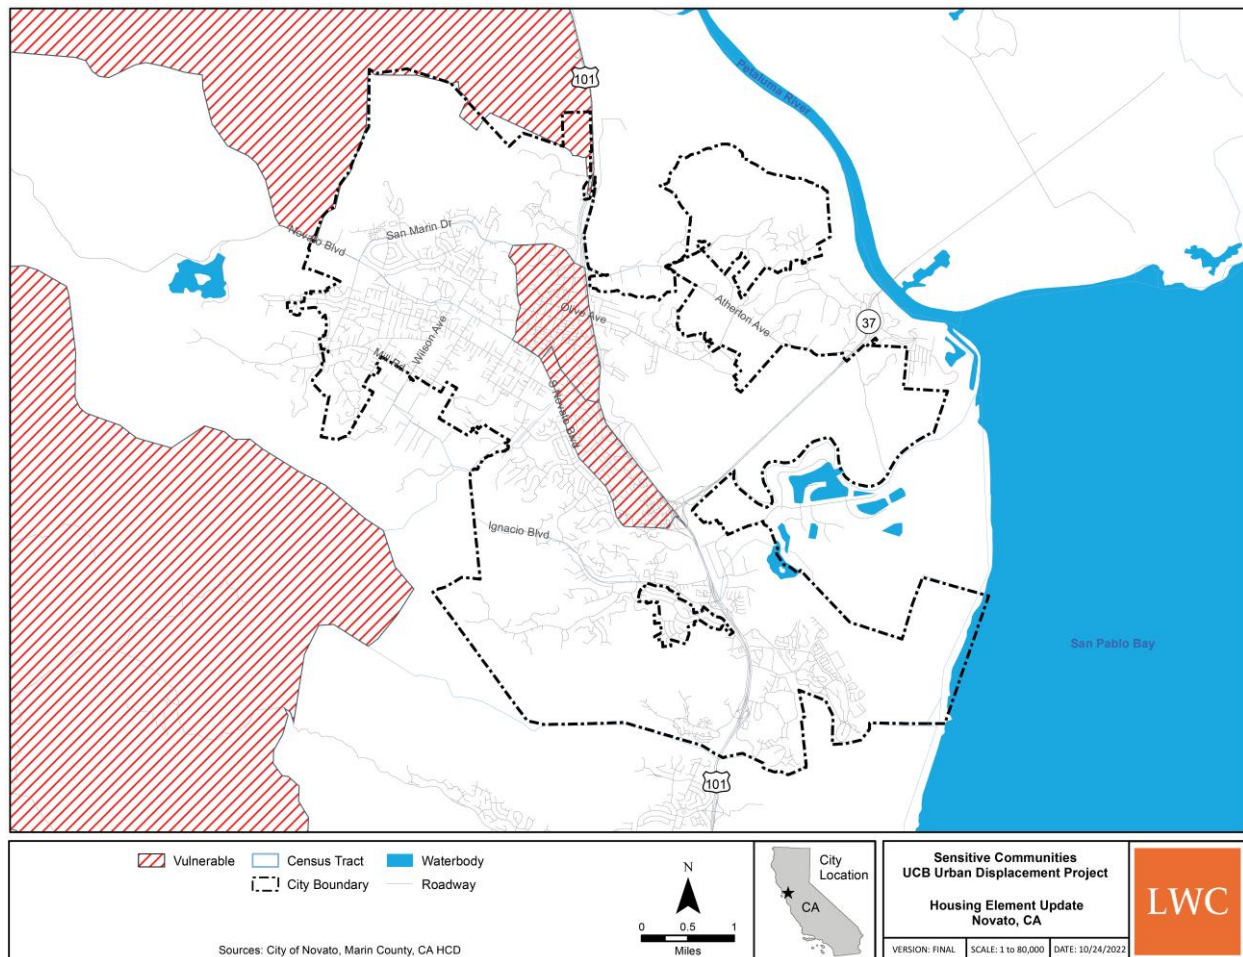 101
Petaluma River
San Marin Dr
Novato Blvd
Olive Ave
Atherton Ave
37
Wilson Ave
Mill Rd
S Novato Blvd
Ignacio Blvd
San Pablo Bay
101
Vulnerable
Census Tract
Waterbody
City Boundary
Roadway
Sources: City of Novato, Marin County, CA HCD
N
0 0.5 1
Miles
City
Location
CA
Sensitive Communities
UCB Urban Displacement Project
Housing Element Update
Novato, CA
VERSION: FINAL
SCALE: 1 to 80,000
DATE: 10/24/2022
LWC